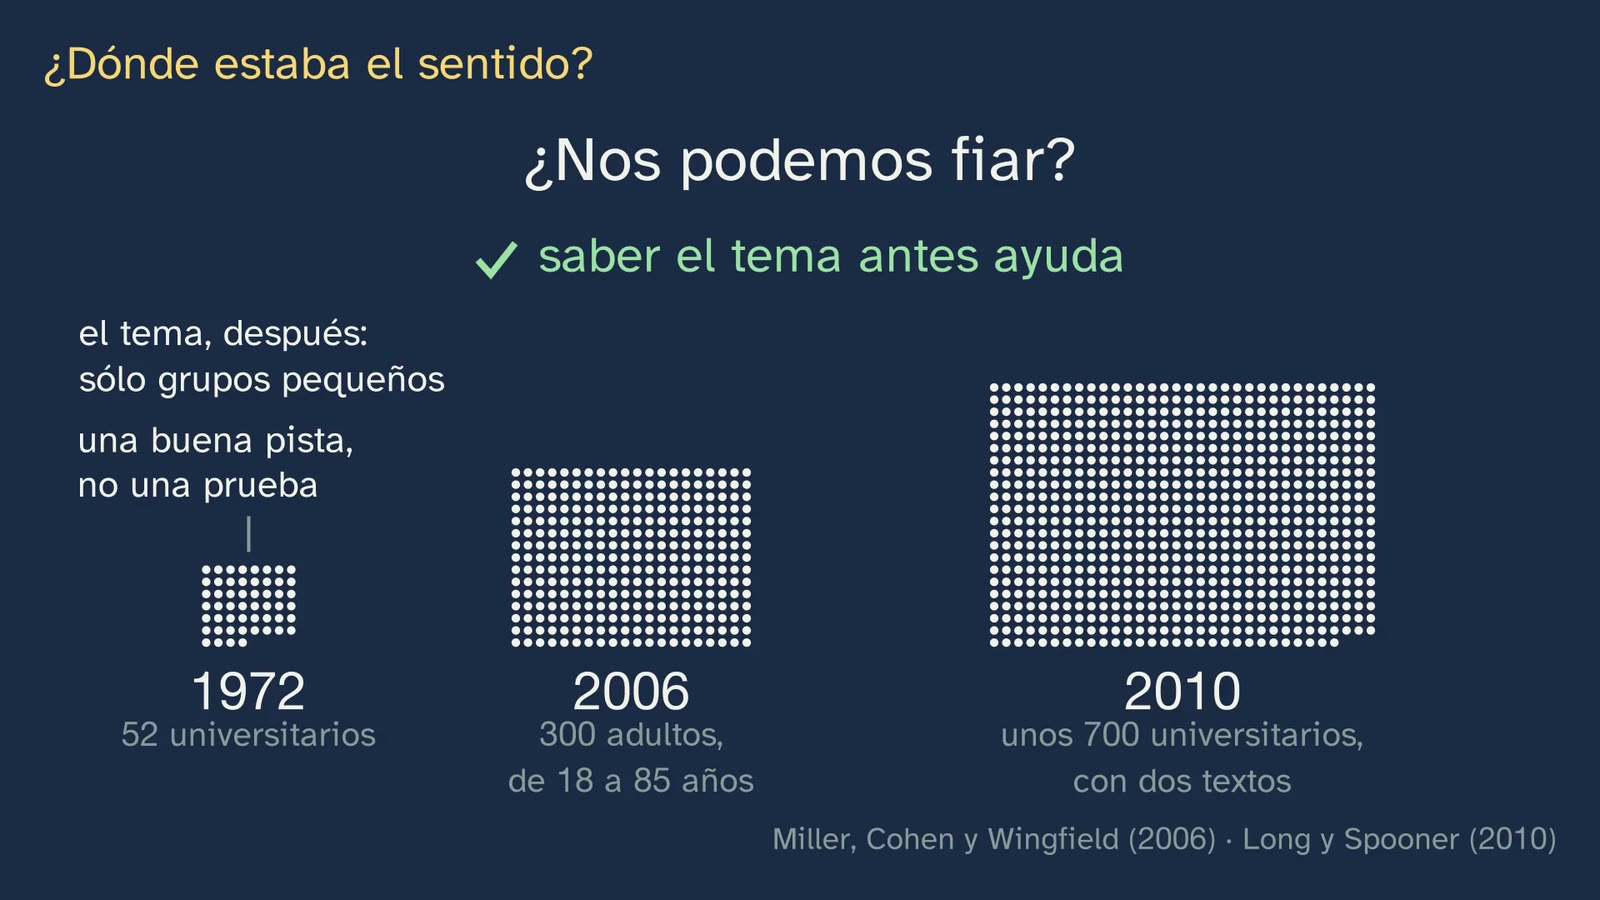 ¿Dónde estaba el sentido?
¿Nos podemos fiar?
✓ saber el tema antes ayuda
el tema, después:
sólo grupos pequeños
una buena pista,
no una prueba
1972
52 universitarios
2006
300 adultos,
de 18 a 85 años
2010
unos 700 universitarios,
con dos textos
Miller, Cohen y Wingfield (2006) · Long y Spooner (2010)